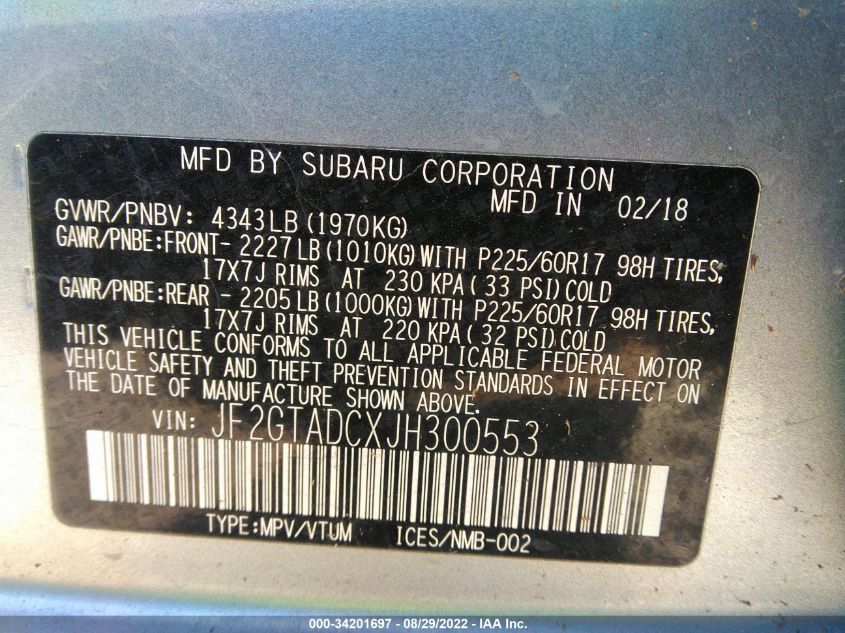 MFD BY SUBARU CORPORATION
MFD IN 02/18
GVWR/PNBV: 4343LB (1970KG)
GAWR/PNBE:FRONT- 2227 LB (1010KG) WITH P225/60R17 98H TIRES,
17X7J RIMS AT 230 KPA ( 33 PSI) COLD
GAWR/PNBE:REAR - 2205 LB (1000KG) WITH P225/60R17 98H TIRES,
17X7J RIMS AT 220 KPA ( 32 PSI) COLD
THIS VEHICLE CONFORMS TO ALL APPLICABLE FEDERAL MOTOR
VEHICLE SAFETY AND THEFT PREVENTION STANDARDS IN EFFECT ON
THE DATE OF MANUFACTURE SHOWN ABOVE.
VIN: JF2GTADCXJH300553
TYPE:MPV/VTUM ICES/NMB-002
000-34201697 - 08/29/2022 - IAA Inc.